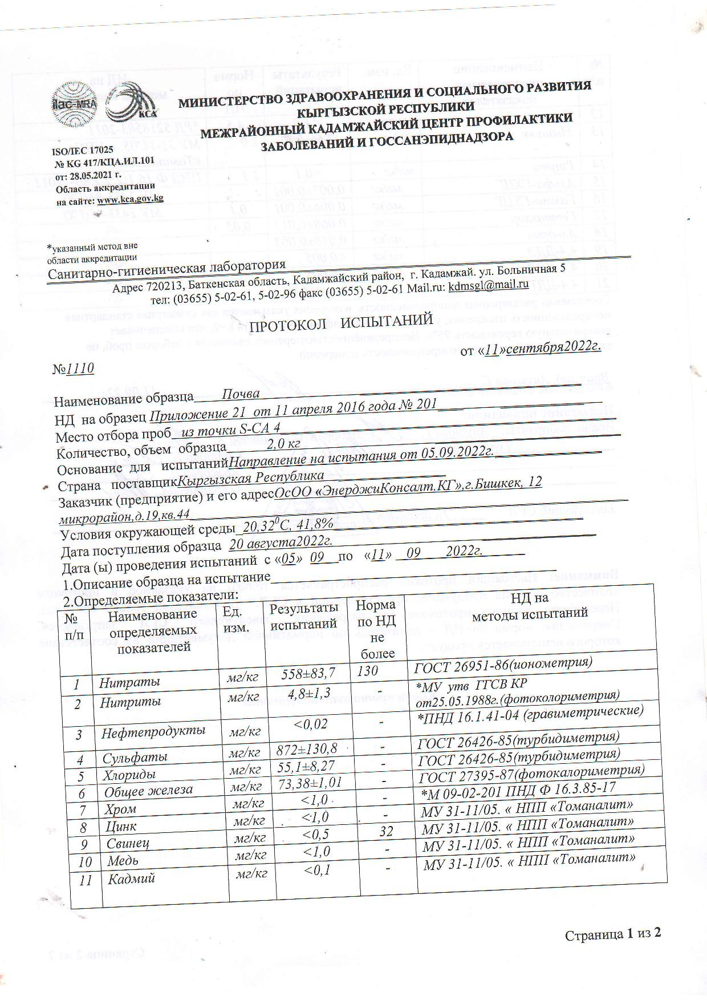 ilac-MRA
КСА
МИНИСТЕРСТВО ЗДРАВООХРАНЕНИЯ И СОЦИАЛЬНОГО РАЗВИТИЯ
КЫРГЫЗСКОЙ РЕСПУБЛИКИ
МЕЖРАЙОННЫЙ КАДАМЖАЙСКИЙ ЦЕНТР ПРОФИЛАКТИКИ
ЗАБОЛЕВАНИЙ И ГОССАНЭПИДНАДЗОРА
ISO/IEC 17025
№ KG 417/КЦА.ИЛ.101
от: 28.05.2021 г.
Область аккредитации
на сайте: www.kca.gov.kg
*указанный метод вне
области аккредитации
Санитарно-гигиеническая лаборатория
Адрес 720213, Баткенская область, Кадамжайский район, г. Кадамжай. ул. Больничная 5
тел: (03655) 5-02-61, 5-02-96 факс (03655) 5-02-61 Mail.ru: kdmsgl@mail.ru
ПРОТОКОЛ ИСПЫТАНИЙ
от «11»сентября2022г.
№1110
Наименование образца Почва
НД на образец Приложение 21 от 11 апреля 2016 года № 201
Место отбора проб из точки S-CA 4
Количество, объем образца 2,0 кг
Основание для испытанийНаправление на испытания от 05.09.2022г.
Страна поставщикКыргызская Республика
Заказчик (предприятие) и его адресОсОО «ЭнерджиКонсалт.КГ»,г.Бишкек, 12
микрорайон,д.19,кв.44
Условия окружающей среды 20,32⁰С, 41,8%
Дата поступления образца 20 августа2022г.
Дата (ы) проведения испытаний с «05» 09 по «11» 09 2022г.
1.Описание образца на испытание
2.Определяемые показатели:
№ п/п Наименование определяемых показателей Ед. изм. Результаты испытаний Норма по НД не более НД на методы испытаний
1 Нитраты мг/кг 558±83,7 130 ГОСТ 26951-86(ионометрия)
2 Нитриты мг/кг 4,8±1,3 - *МУ утв ГГСВ КР от25.05.1988г.(фотоколориметрия)
3 Нефтепродукты мг/кг <0,02 - *ПНД 16.1.41-04 (гравиметрические)
4 Сульфаты мг/кг 872±130,8 - ГОСТ 26426-85(турбидиметрия)
5 Хлориды мг/кг 55,1±8,27 - ГОСТ 26426-85(турбидиметрия)
6 Общее железа мг/кг 73,38±1,01 - ГОСТ 27395-87(фотокалориметрия)
7 Хром мг/кг <1,0 - *М 09-02-201 ПНД Ф 16.3.85-17
8 Цинк мг/кг <1,0 - МУ 31-11/05. « НПП «Томаналит»
9 Свинец мг/кг <0,5 32 МУ 31-11/05. « НПП «Томаналит»
10 Медь мг/кг <1,0 - МУ 31-11/05. « НПП «Томаналит»
11 Кадмий мг/кг <0,1 - МУ 31-11/05. « НПП «Томаналит»
Страница 1 из 2